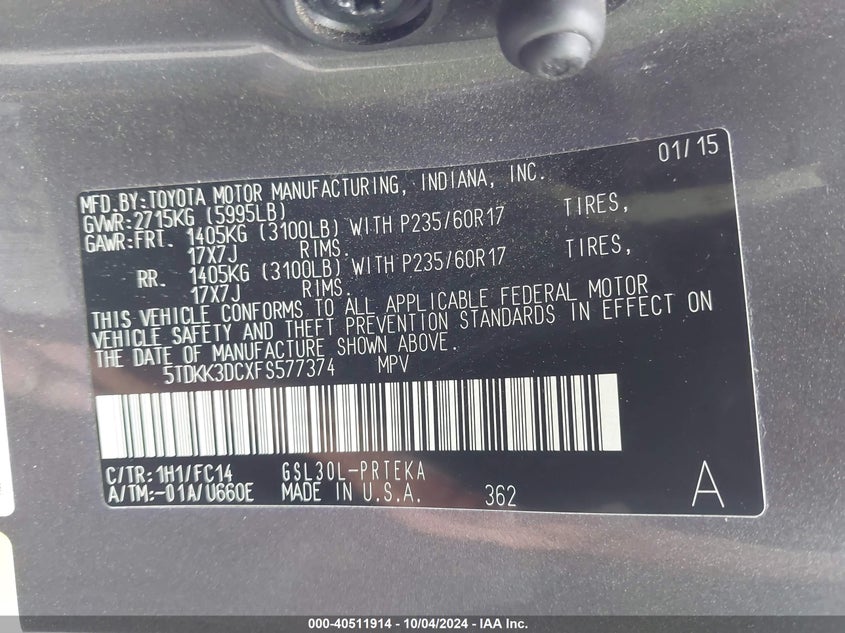 01/15
MFD.BY:TOYOTA MOTOR MANUFACTURING, INDIANA, INC.
GVWR:2715KG (5995LB)
GAWR:FRT. 1405KG (3100LB) WITH P235/60R17 TIRES,
17X7J RIMS.
RR. 1405KG (3100LB) WITH P235/60R17 TIRES,
17X7J RIMS.
THIS VEHICLE CONFORMS TO ALL APPLICABLE FEDERAL MOTOR
VEHICLE SAFETY AND THEFT PREVENTION STANDARDS IN EFFECT ON
THE DATE OF MANUFACTURE SHOWN ABOVE.
5TDKK3DCXFS577374 MPV
C/TR:1H1/FC14 GSL30L-PRTEKA
A/TM:-01A/U660E MADE IN U.S.A. 362 A
000-40511914 - 10/04/2024 - IAA Inc.